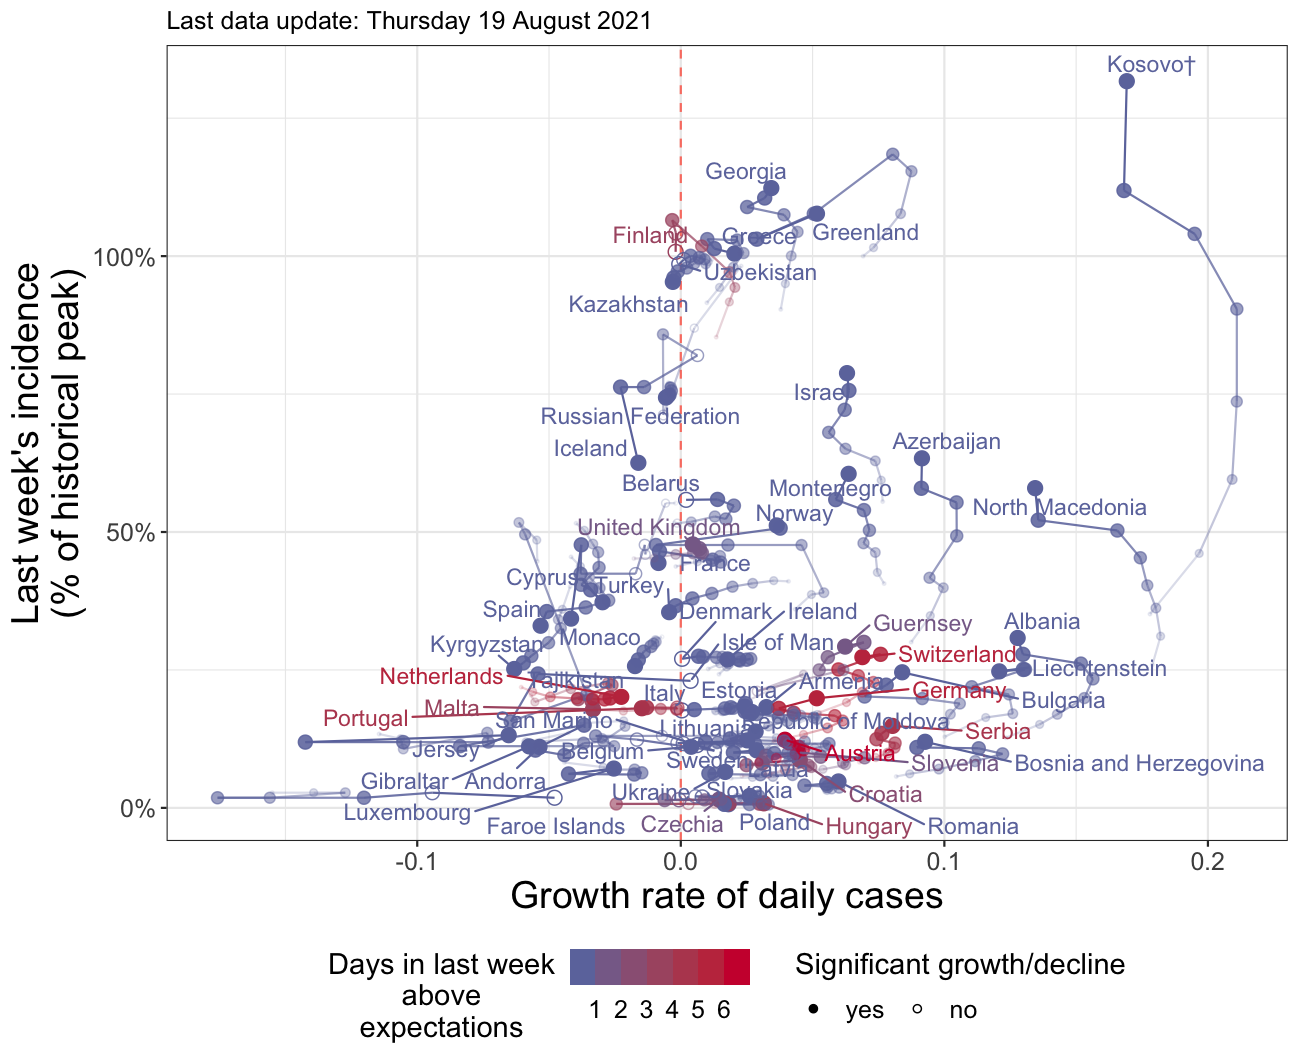 Last data update: Thursday 19 August 2021
Last week's incidence
(% of historical peak)
100%
50%
0%
Kosovo†
Georgia
Finland
Greece
Greenland
Uzbekistan
Kazakhstan
Israel
Russian Federation
Azerbaijan
Iceland
Belarus
Montenegro
North Macedonia
Norway
United Kingdom
France
Cyprus
Turkey
Spain
Denmark
Ireland
Guernsey
Albania
Kyrgyzstan
Monaco
Isle of Man
Switzerland
Liechtenstein
Netherlands
Tajikistan
Armenia
Germany
Bulgaria
Malta
Italy
Estonia
Portugal
San Marino
Lithuania
Republic of Moldova
Serbia
Jersey
Belgium
Sweden
Austria
Slovenia
Bosnia and Herzegovina
Latvia
Gibraltar
Andorra
Ukraine
Slovakia
Croatia
Luxembourg
Faroe Islands
Czechia
Poland
Hungary
Romania
-0.1
0.0
0.1
0.2
Growth rate of daily cases
Days in last week
above
expectations
1 2 3 4 5 6
Significant growth/decline
yes
no